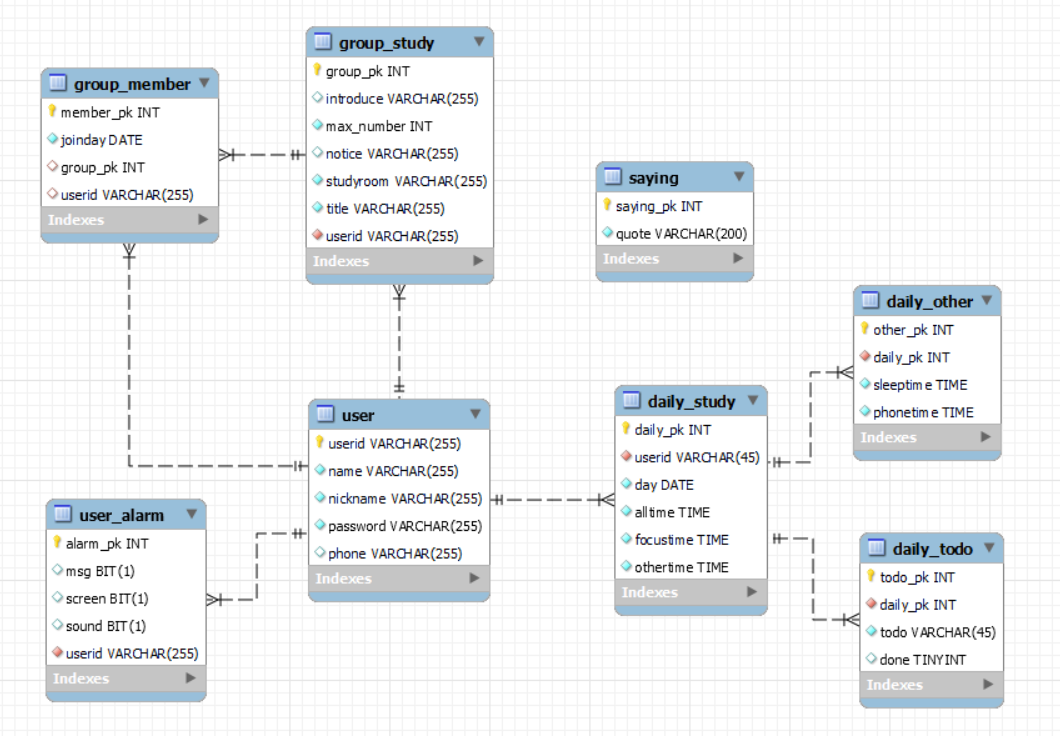 group_study
group_pk INT
introduce VARCHAR(255)
max_number INT
notice VARCHAR(255)
studyroom VARCHAR(255)
title VARCHAR(255)
userid VARCHAR(255)
Indexes
group_member
member_pk INT
joinday DATE
group_pk INT
userid VARCHAR(255)
Indexes
saying
saying_pk INT
quote VARCHAR(200)
Indexes
daily_other
other_pk INT
daily_pk INT
sleeptime TIME
phonetime TIME
Indexes
user
userid VARCHAR(255)
name VARCHAR(255)
nickname VARCHAR(255)
password VARCHAR(255)
phone VARCHAR(255)
Indexes
daily_study
daily_pk INT
userid VARCHAR(45)
day DATE
alltime TIME
focustime TIME
othertime TIME
Indexes
user_alarm
alarm_pk INT
msg BIT(1)
screen BIT(1)
sound BIT(1)
userid VARCHAR(255)
Indexes
daily_todo
todo_pk INT
daily_pk INT
todo VARCHAR(45)
done TINYINT
Indexes